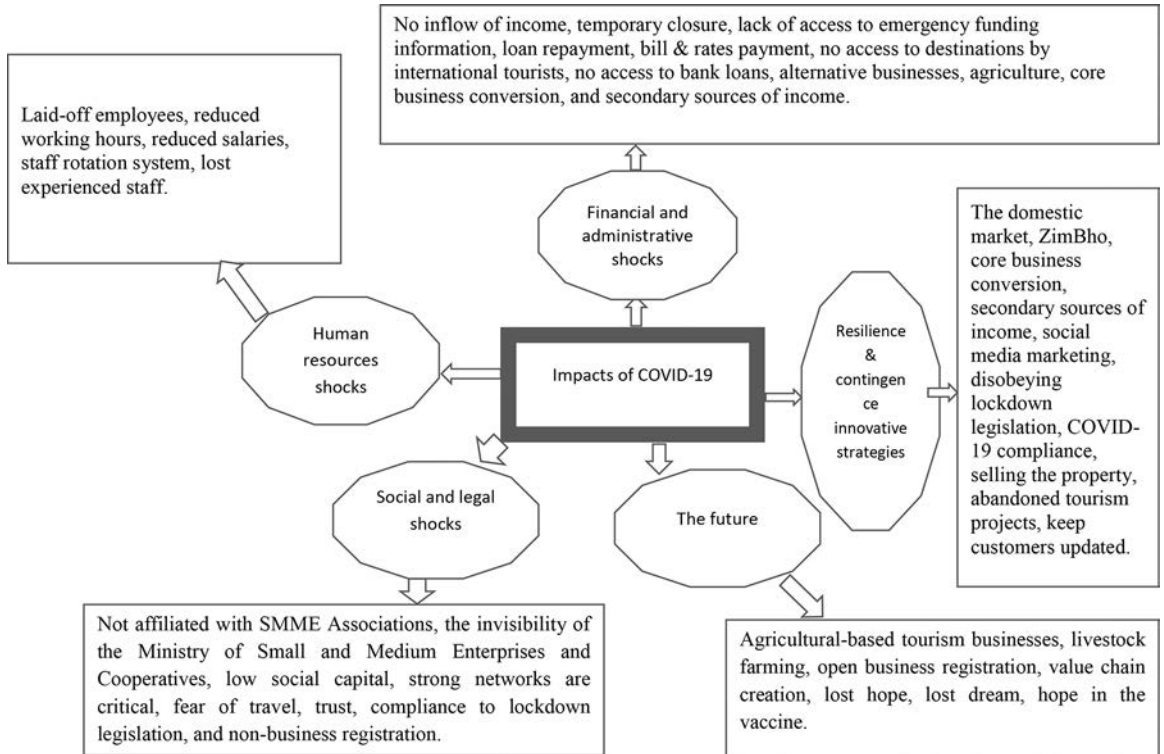 No inflow of income, temporary closure, lack of access to emergency funding
information, loan repayment, bill & rates payment, no access to destinations by
international tourists, no access to bank loans, alternative businesses, agriculture, core
business conversion, and secondary sources of income.
Laid-off employees, reduced
working hours, reduced salaries,
staff rotation system, lost
experienced staff.
Financial and
administrative
shocks
The domestic
market, ZimBho,
core business
conversion,
secondary sources of
income, social
media marketing,
disobeying
lockdown
legislation, COVID-
19 compliance,
selling the property,
abandoned tourism
projects, keep
customers updated.
Human
resources
shocks
Impacts of COVID-19
Resilience
&
contingen
ce
innovative
strategies
Social and legal
shocks
The future
Not affiliated with SMME Associations, the invisibility of
the Ministry of Small and Medium Enterprises and
Cooperatives, low social capital, strong networks are
critical, fear of travel, trust, compliance to lockdown
legislation, and non-business registration.
Agricultural-based tourism businesses, livestock
farming, open business registration, value chain
creation, lost hope, lost dream, hope in the
vaccine.